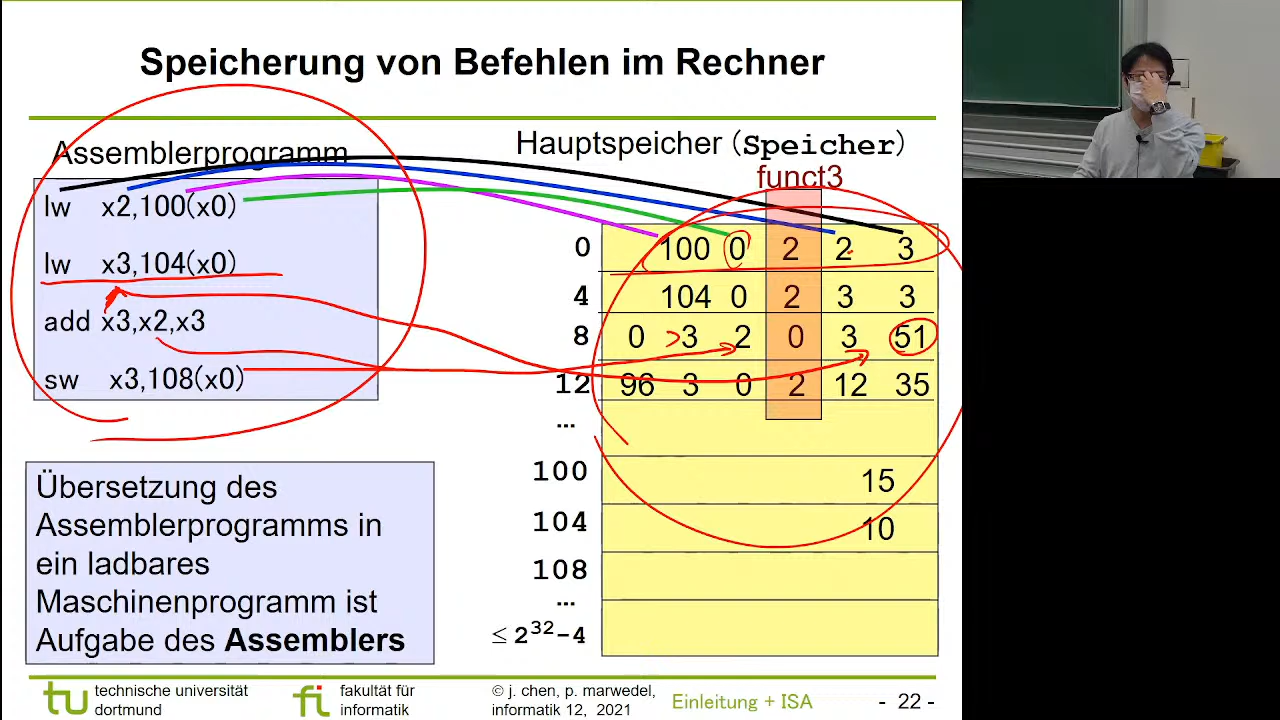 Speicherung von Befehlen im Rechner
Assemblerprogramm
lw x2,100(x0)
lw x3,104(x0)
add x3,x2,x3
sw x3,108(x0)
Übersetzung des
Assemblerprogramms in
ein ladbares
Maschinenprogramm ist
Aufgabe des Assemblers
Hauptspeicher (Speicher)
funct3
0 100 0 2 2 3
4 104 0 2 3 3
8 0 3 2 0 3 51
12 96 3 0 2 12 35
...
100 15
104 10
108
...
≤ 2³²-4
tu technische universität
dortmund
fi fakultät für
informatik
© j. chen, p. marwedel,
informatik 12, 2021
Einleitung + ISA
- 22 -